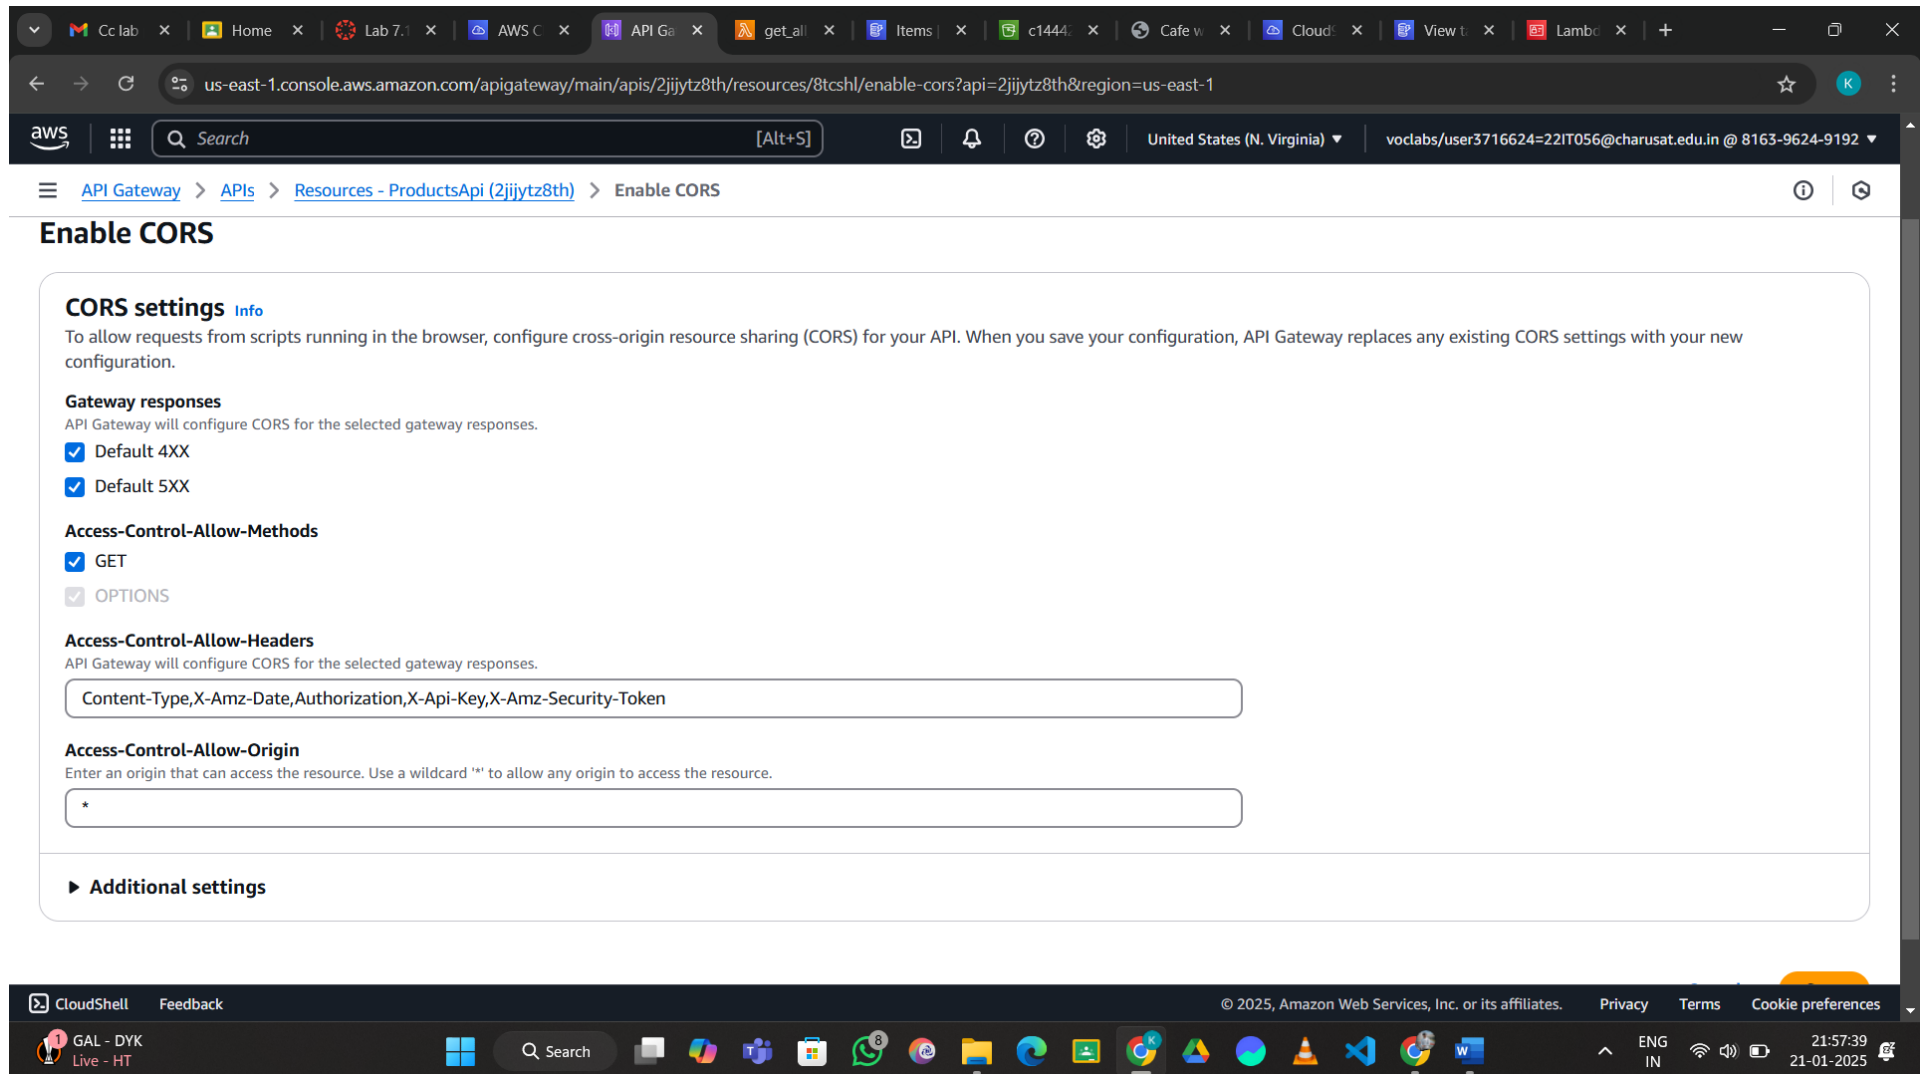 Cc lab
Home
Lab 7.1
AWS C
API Ga
get_all
Items
c1444
Cafe w
Cloud
View t
Lambd
us-east-1.console.aws.amazon.com/apigateway/main/apis/2jijytz8th/resources/8tcshl/enable-cors?api=2jijytz8th&region=us-east-1
K
aws
Search
[Alt+S]
United States (N. Virginia)
voclabs/user3716624=22IT056@charusat.edu.in @ 8163-9624-9192
API Gateway > APIs > Resources - ProductsApi (2jijytz8th) > Enable CORS
Enable CORS
CORS settings Info
To allow requests from scripts running in the browser, configure cross-origin resource sharing (CORS) for your API. When you save your configuration, API Gateway replaces any existing CORS settings with your new
configuration.
Gateway responses
API Gateway will configure CORS for the selected gateway responses.
Default 4XX
Default 5XX
Access-Control-Allow-Methods
GET
OPTIONS
Access-Control-Allow-Headers
API Gateway will configure CORS for the selected gateway responses.
Content-Type,X-Amz-Date,Authorization,X-Api-Key,X-Amz-Security-Token
Access-Control-Allow-Origin
Enter an origin that can access the resource. Use a wildcard '*' to allow any origin to access the resource.
*
Additional settings
CloudShell
Feedback
© 2025, Amazon Web Services, Inc. or its affiliates.
Privacy
Terms
Cookie preferences
1
GAL - DYK
Live - HT
Search
8
K
ENG
IN
21:57:39
21-01-2025